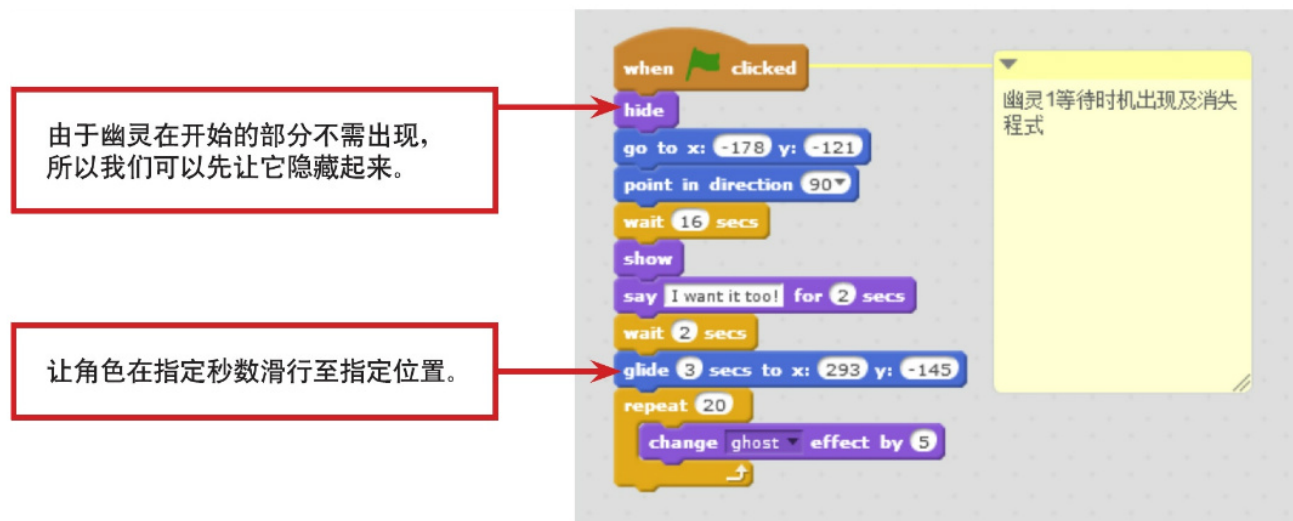 由于幽灵在开始的部分不需出现，
所以我们可以先让它隐藏起来。
让角色在指定秒数滑行至指定位置。
when clicked
hide
go to x: -178 y: -121
point in direction 90
wait 16 secs
show
say I want it too! for 2 secs
wait 2 secs
glide 3 secs to x: 293 y: -145
repeat 20
change ghost effect by 5
幽灵1等待时机出现及消失
程式